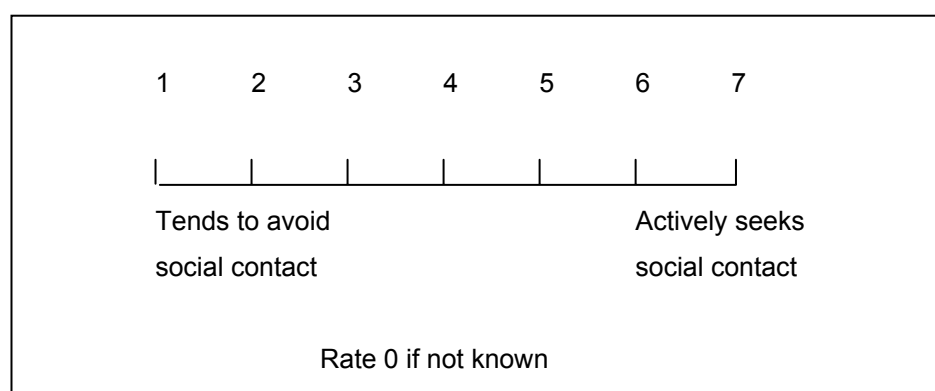 1 2 3 4 5 6 7
Tends to avoid
social contact
Actively seeks
social contact
Rate 0 if not known